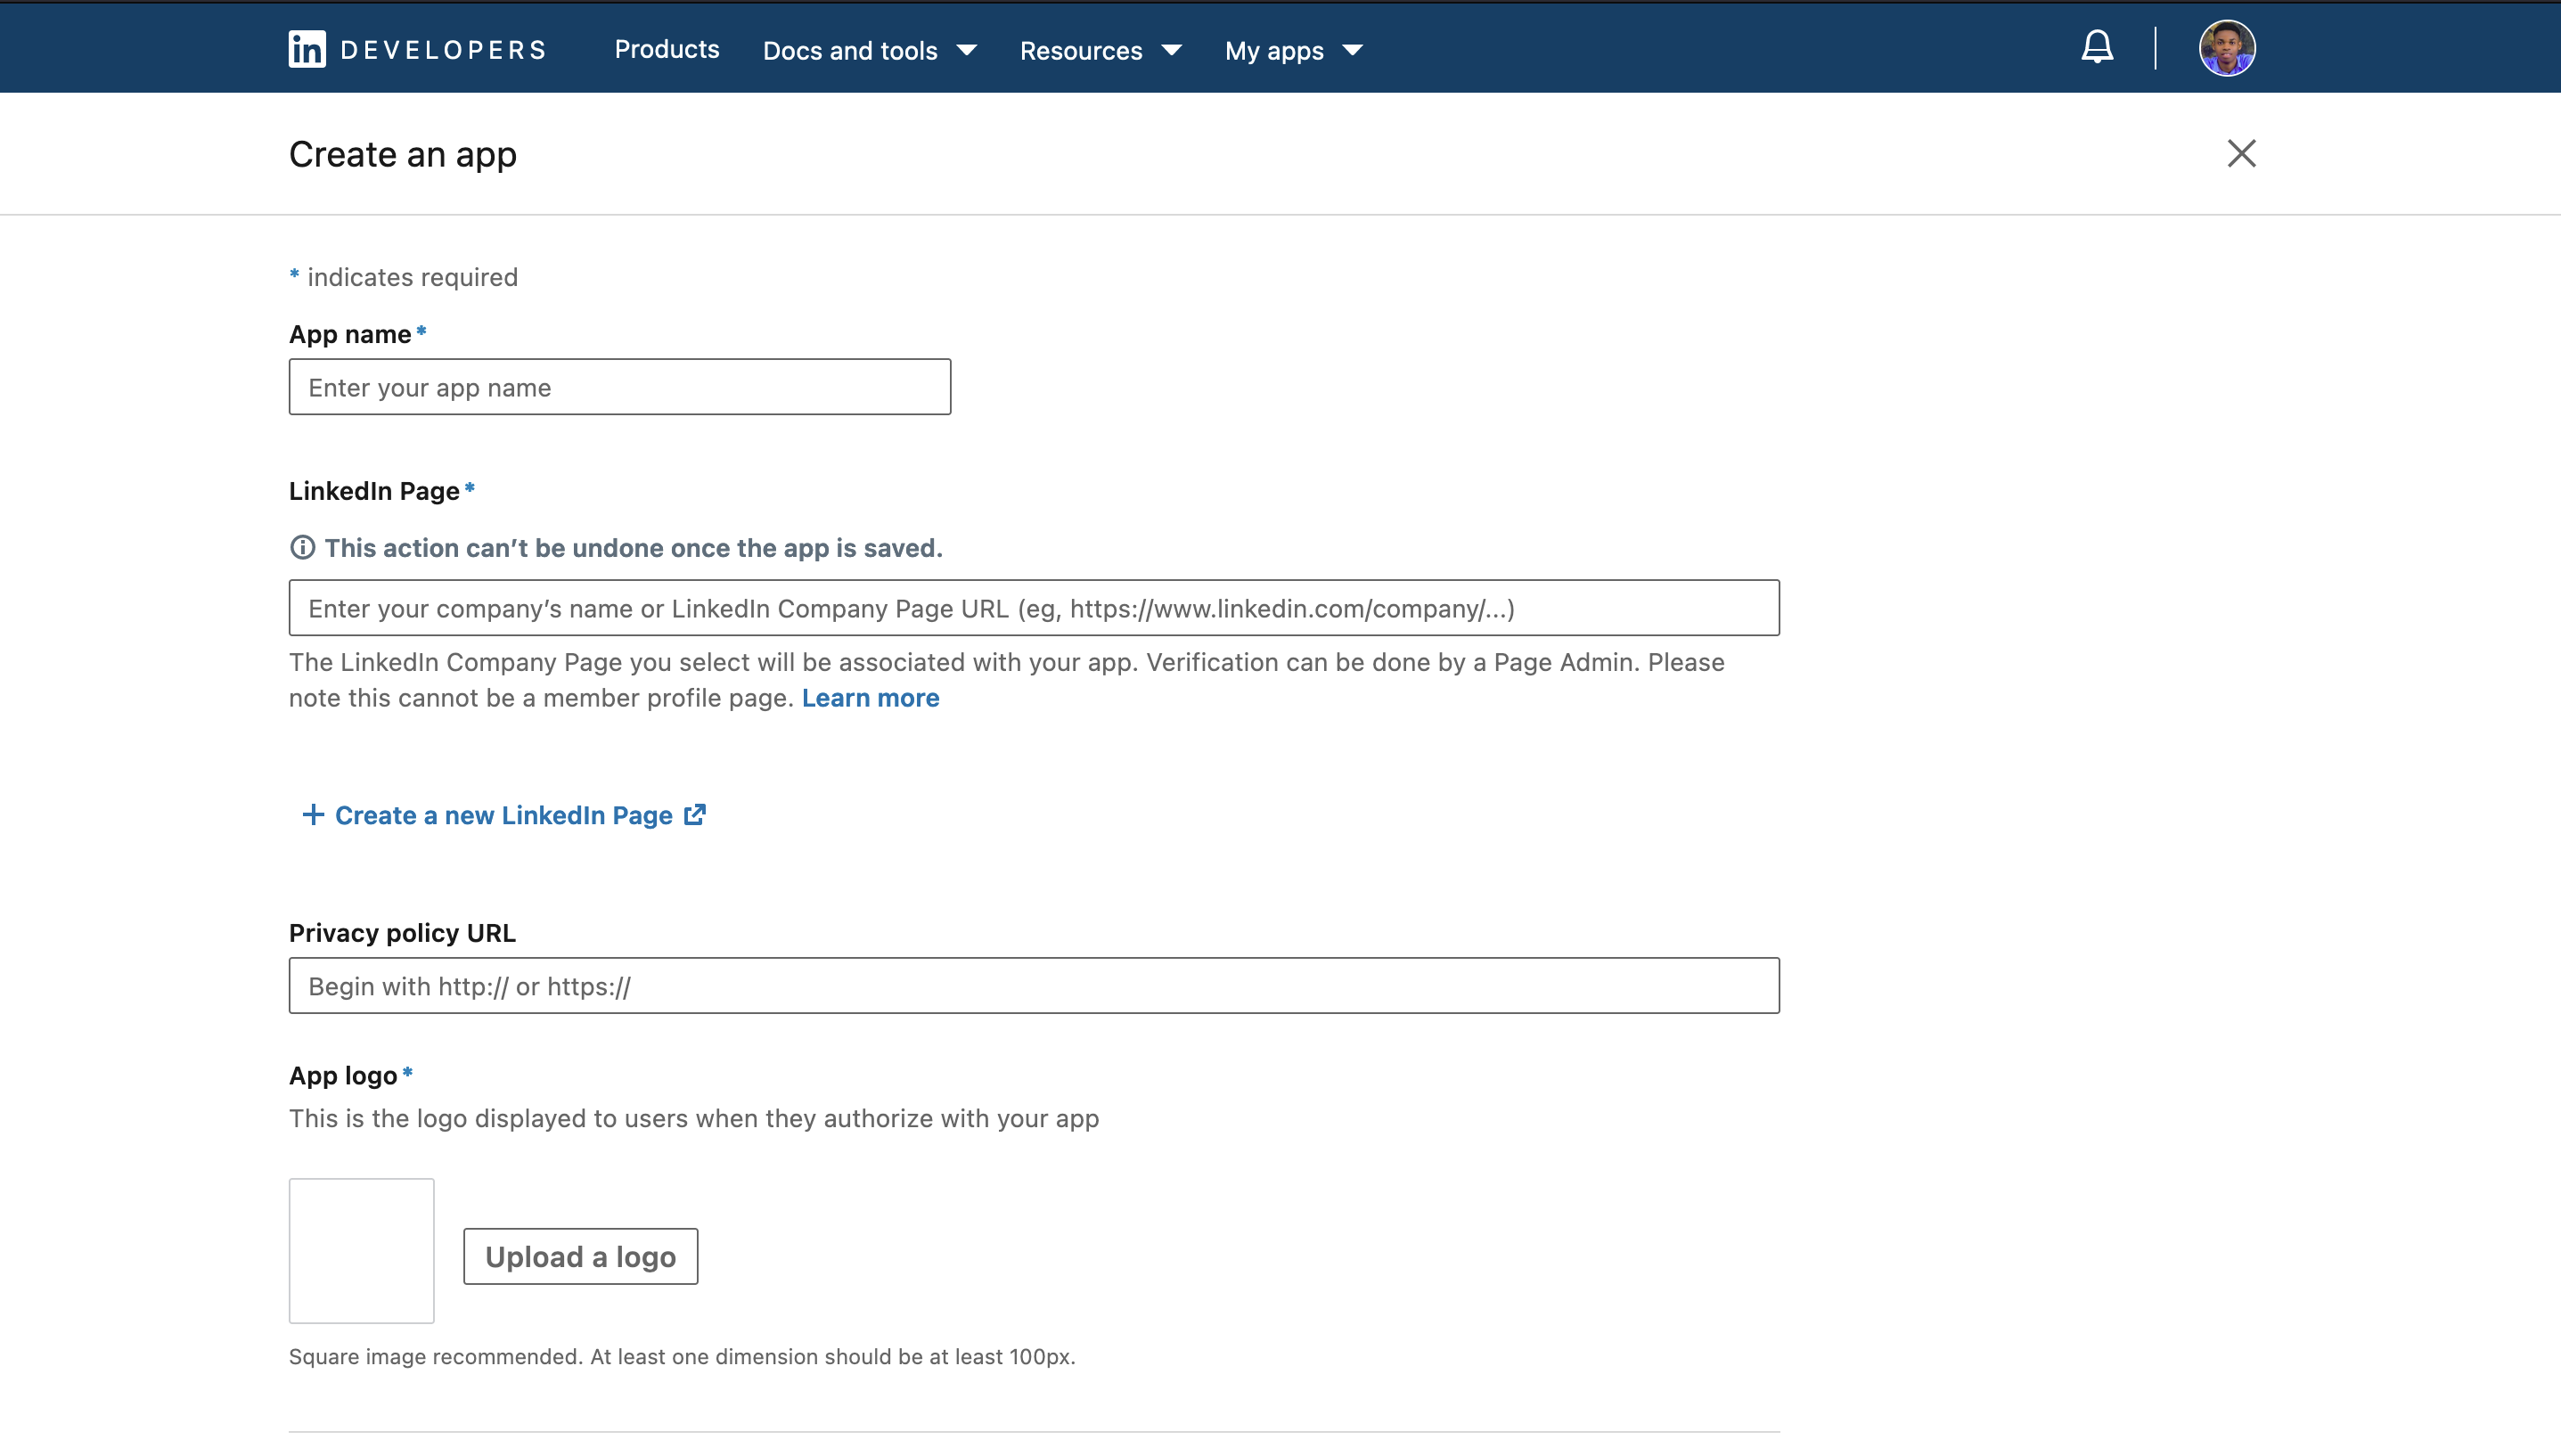 in DEVELOPERS Products Docs and tools Resources My apps
Create an app
* indicates required
App name*
Enter your app name
LinkedIn Page*
This action can’t be undone once the app is saved.
Enter your company’s name or LinkedIn Company Page URL (eg, https://www.linkedin.com/company/...)
The LinkedIn Company Page you select will be associated with your app. Verification can be done by a Page Admin. Please
note this cannot be a member profile page. Learn more
+ Create a new LinkedIn Page
Privacy policy URL
Begin with http:// or https://
App logo*
This is the logo displayed to users when they authorize with your app
Upload a logo
Square image recommended. At least one dimension should be at least 100px.